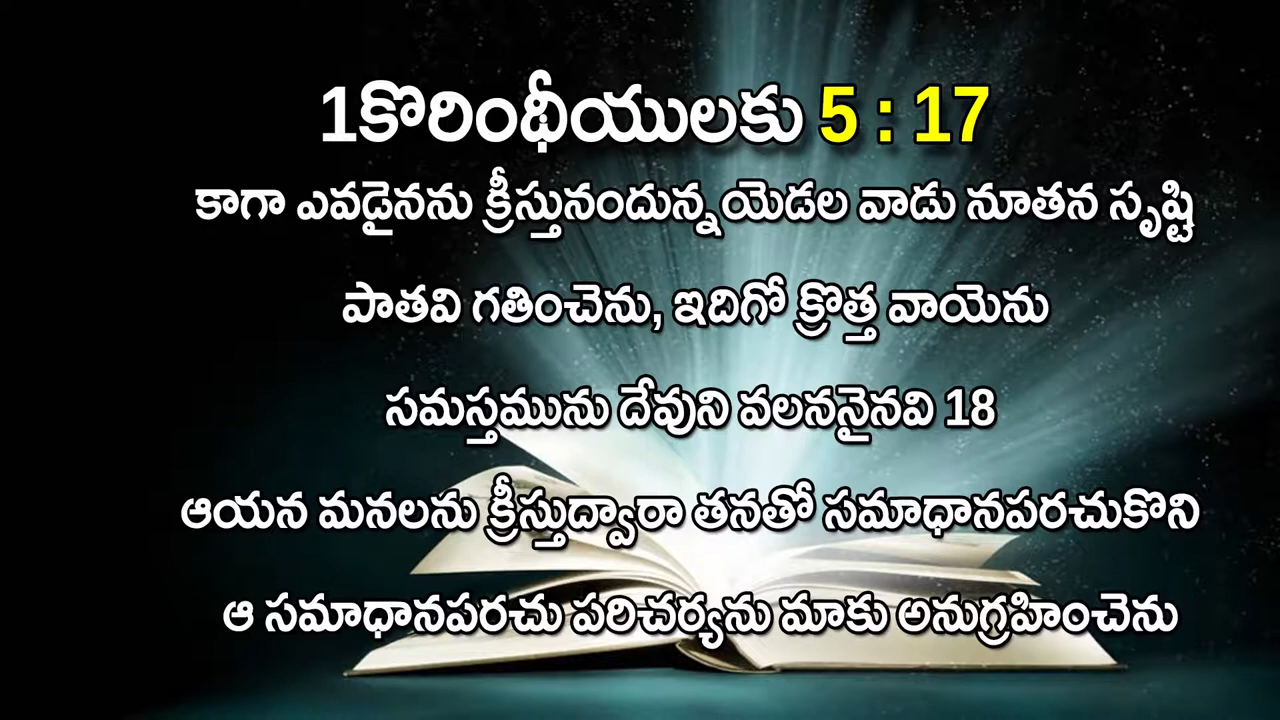 1కొరింథీయులకు 5 : 17
కాగా ఎవడైనను క్రీస్తునందున్నయెడల వాడు నూతన సృష్టి
పాతవి గతించెను, ఇదిగో క్రొత్త వాయెను
సమస్తమును దేవుని వలననైనవి 18
ఆయన మనలను క్రీస్తుద్వారా తనతో సమాధానపరచుకొని
ఆ సమాధానపరచు పరిచర్యను మాకు అనుగ్రహించెను